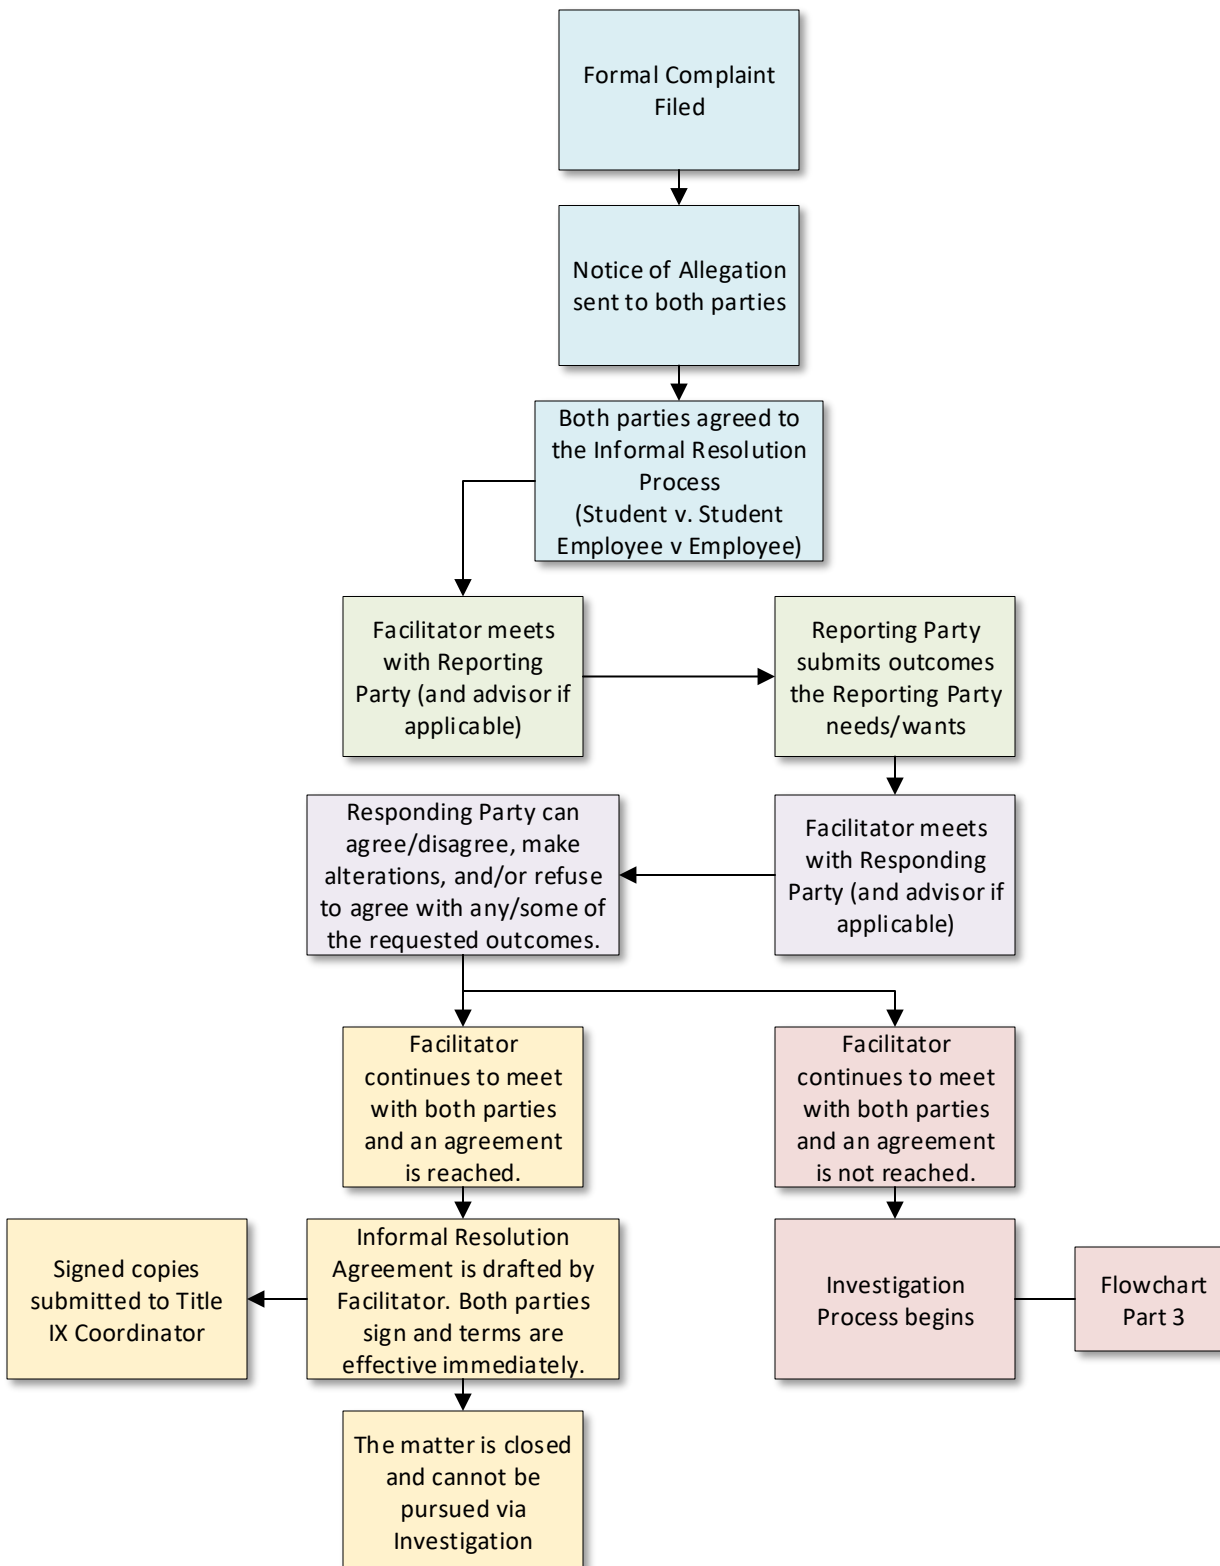 Formal Complaint
Filed
Notice of Allegation
sent to both parties
Both parties agreed to
the Informal Resolution
Process
(Student v. Student
Employee v Employee)
Facilitator meets
with Reporting
Party (and advisor if
applicable)
Reporting Party
submits outcomes
the Reporting Party
needs/wants
Facilitator meets
with Responding
Party (and advisor if
applicable)
Responding Party can
agree/disagree, make
alterations, and/or refuse
to agree with any/some of
the requested outcomes.
Facilitator
continues to meet
with both parties
and an agreement
is reached.
Facilitator
continues to meet
with both parties
and an agreement
is not reached.
Informal Resolution
Agreement is drafted by
Facilitator. Both parties
sign and terms are
effective immediately.
Signed copies
submitted to Title
IX Coordinator
Investigation
Process begins
Flowchart
Part 3
The matter is closed
and cannot be
pursued via
Investigation